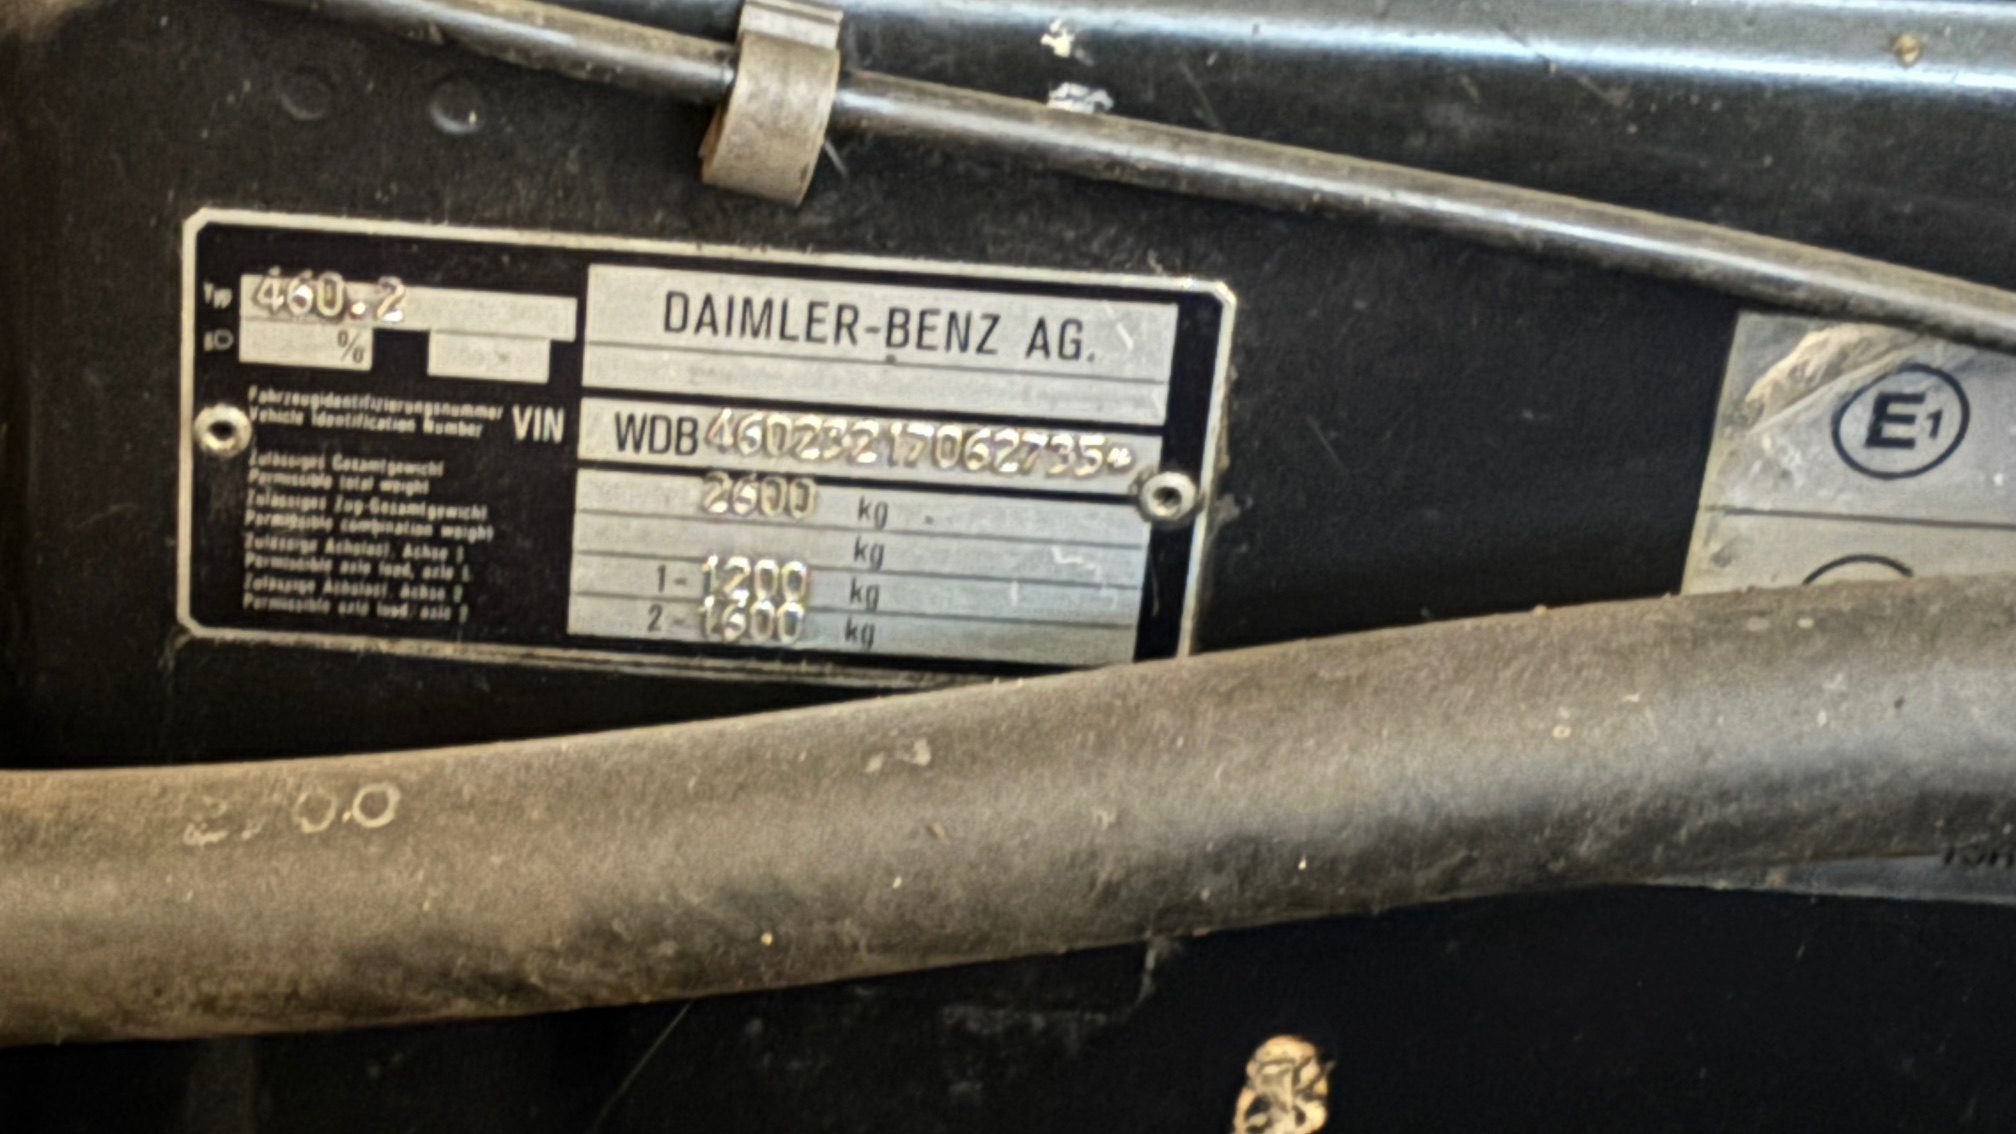 Typ 460.2
%
DAIMLER-BENZ AG.
Fahrzeugidentifizierungsnummer
Vehicle Identification Number
VIN
WDB 46023217062735*
Zulässiges Gesamtgewicht
Permissible total weight
2600 kg
Zulässiges Zug-Gesamtgewicht
Permissible combination weight
kg
Zulässige Achslast, Achse 1
Permissible axle load, axle 1
1- 1200 kg
Zulässige Achslast, Achse 2
Permissible axle load, axle 2
2- 1600 kg
E1